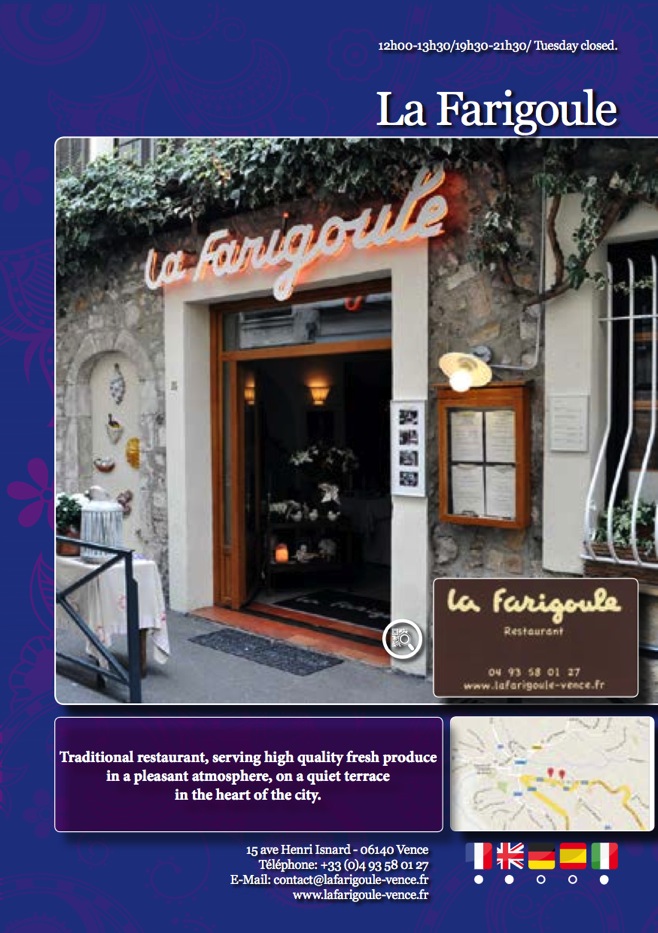 12h00-13h30/19h30-21h30/ Tuesday closed.
La Farigoule
la Farigoule
la Farigoule
Restaurant
04 93 58 01 27
www.lafarigoule-vence.fr
Traditional restaurant, serving high quality fresh produce
in a pleasant atmosphere, on a quiet terrace
in the heart of the city.
15 ave Henri Isnard - 06140 Vence
Téléphone: +33 (0)4 93 58 01 27
E-Mail: contact@lafarigoule-vence.fr
www.lafarigoule-vence.fr